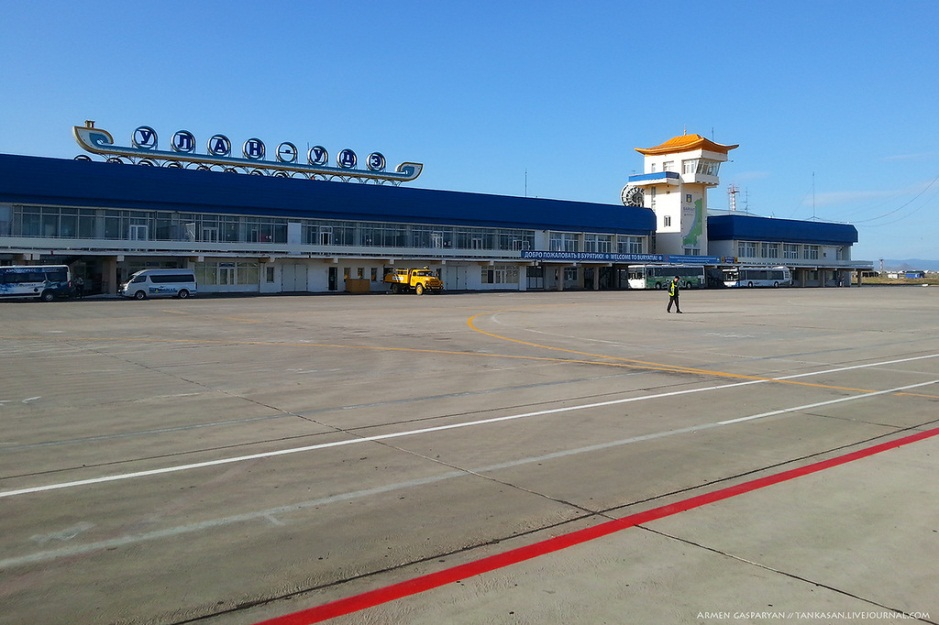 УЛАН-УДЭ
ДОБРО ПОЖАЛОВАТЬ В БУРЯТИЮ! WELCOME TO BURYATIA!
ARMEN GASPARYAN // TANKASAN.LIVEJOURNAL.COM